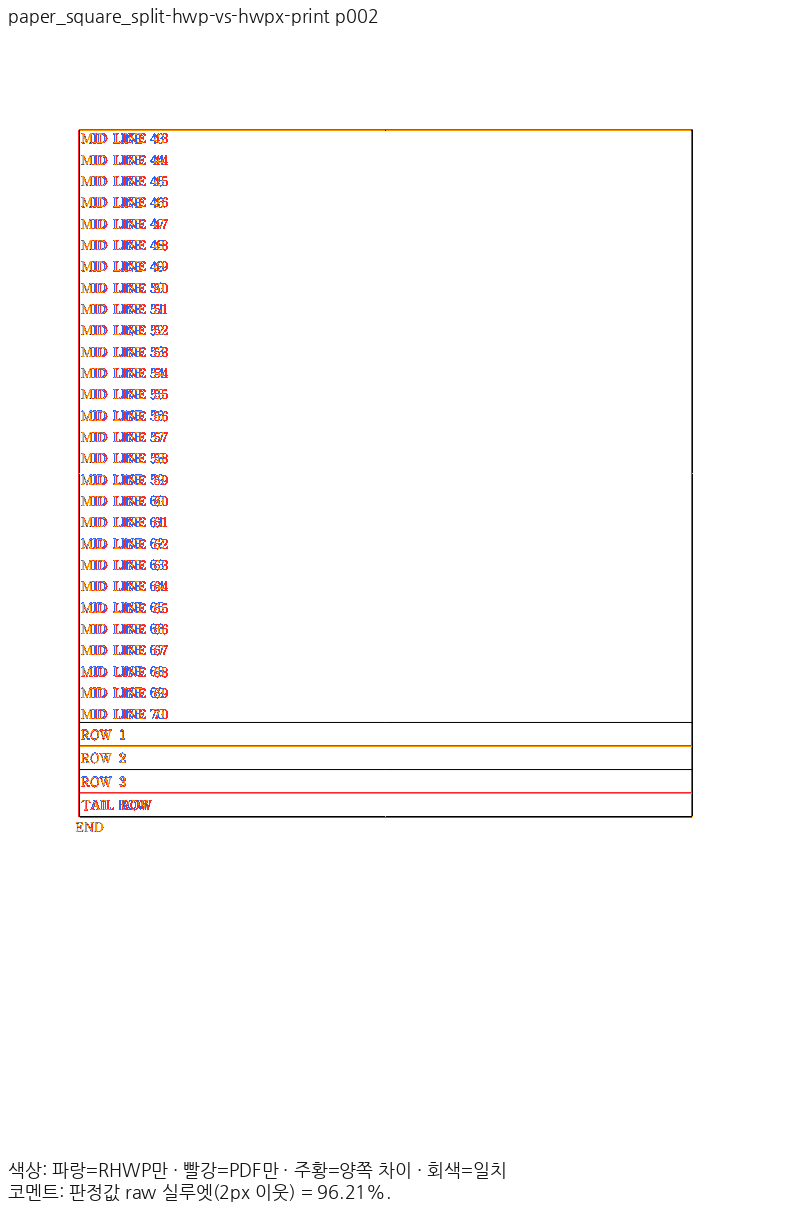 paper_square_split-hwp-vs-hwpx-print p002
MID LINE 43
MID LINE 44
MID LINE 45
MID LINE 46
MID LINE 47
MID LINE 48
MID LINE 49
MID LINE 50
MID LINE 51
MID LINE 52
MID LINE 53
MID LINE 54
MID LINE 55
MID LINE 56
MID LINE 57
MID LINE 58
MID LINE 59
MID LINE 60
MID LINE 61
MID LINE 62
MID LINE 63
MID LINE 64
MID LINE 65
MID LINE 66
MID LINE 67
MID LINE 68
MID LINE 69
MID LINE 70
ROW 1
ROW 2
ROW 3
TAIL ROW
END
색상: 파랑=RHWP만 · 빨강=PDF만 · 주황=양쪽 차이 · 회색=일치
코멘트: 판정값 raw 실루엣(2px 이웃) = 96.21%.